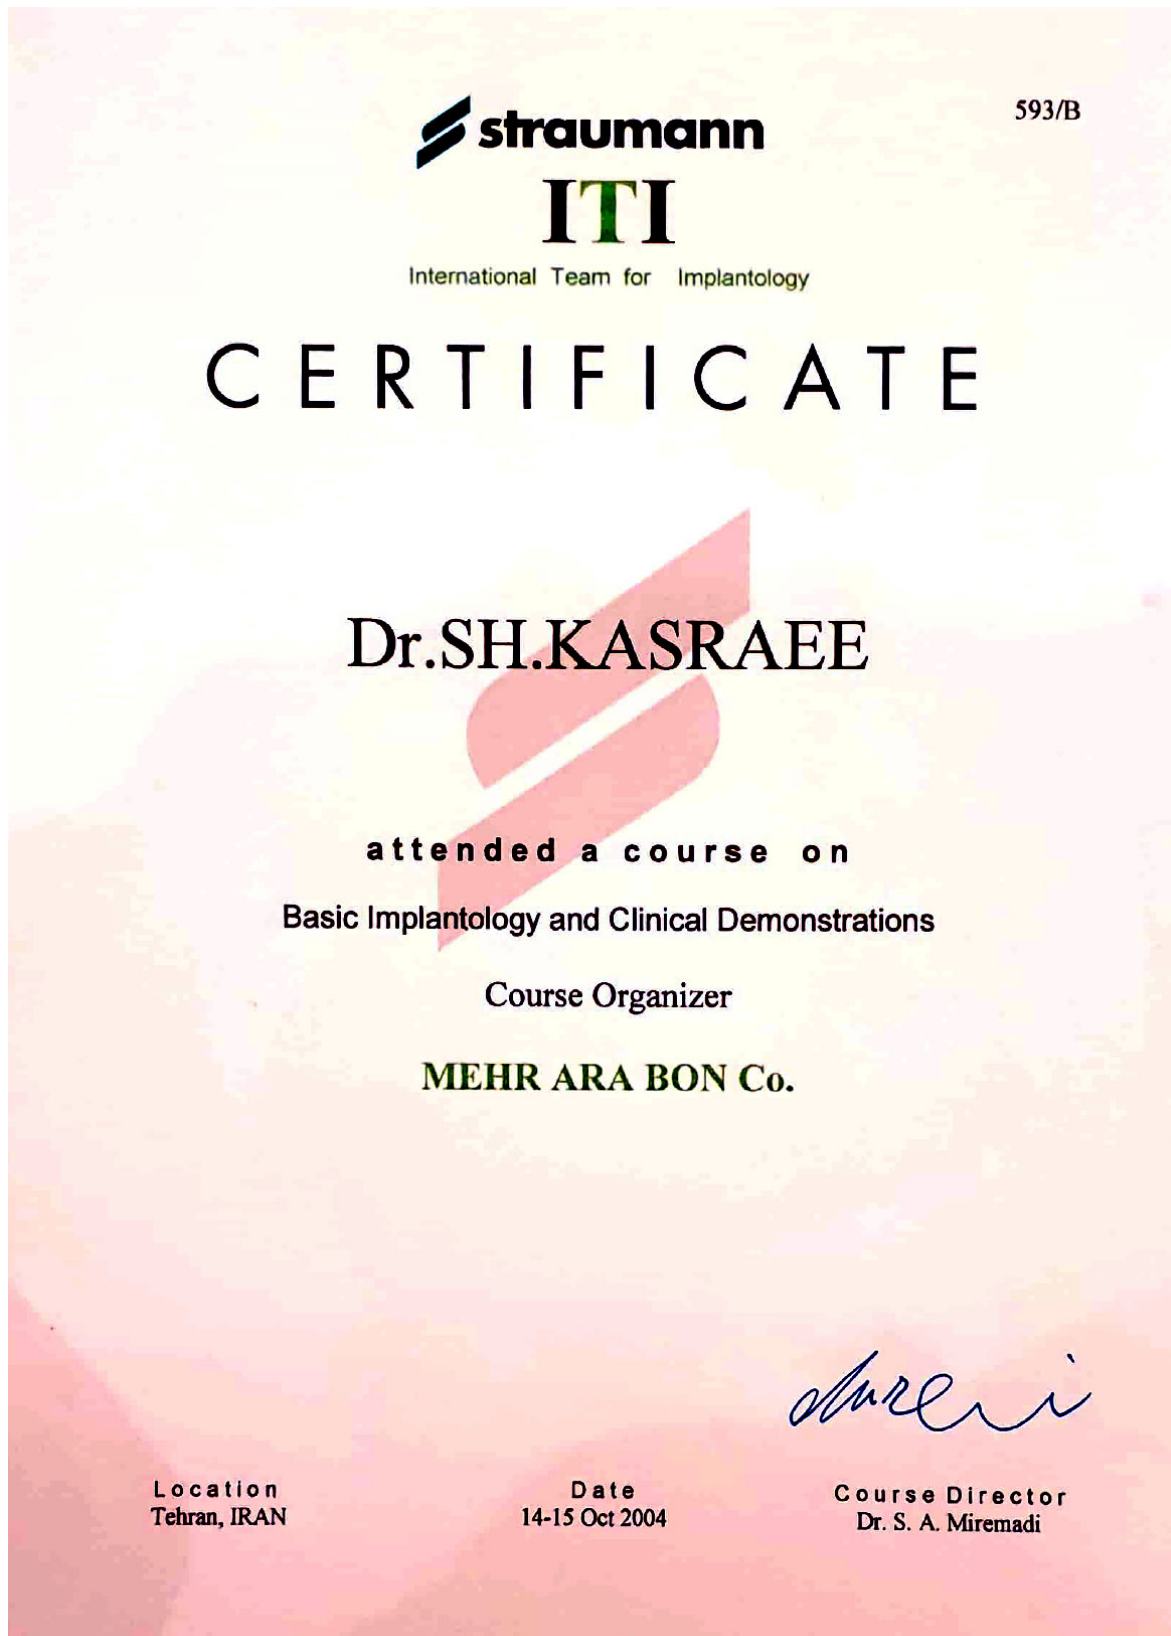 593/B
straumann
ITI
International Team for Implantology
CERTIFICATE
Dr.SH.KASRAEE
attended a course on
Basic Implantology and Clinical Demonstrations
Course Organizer
MEHR ARA BON Co.
Location
Tehran, IRAN
Date
14-15 Oct 2004
Course Director
Dr. S. A. Miremadi